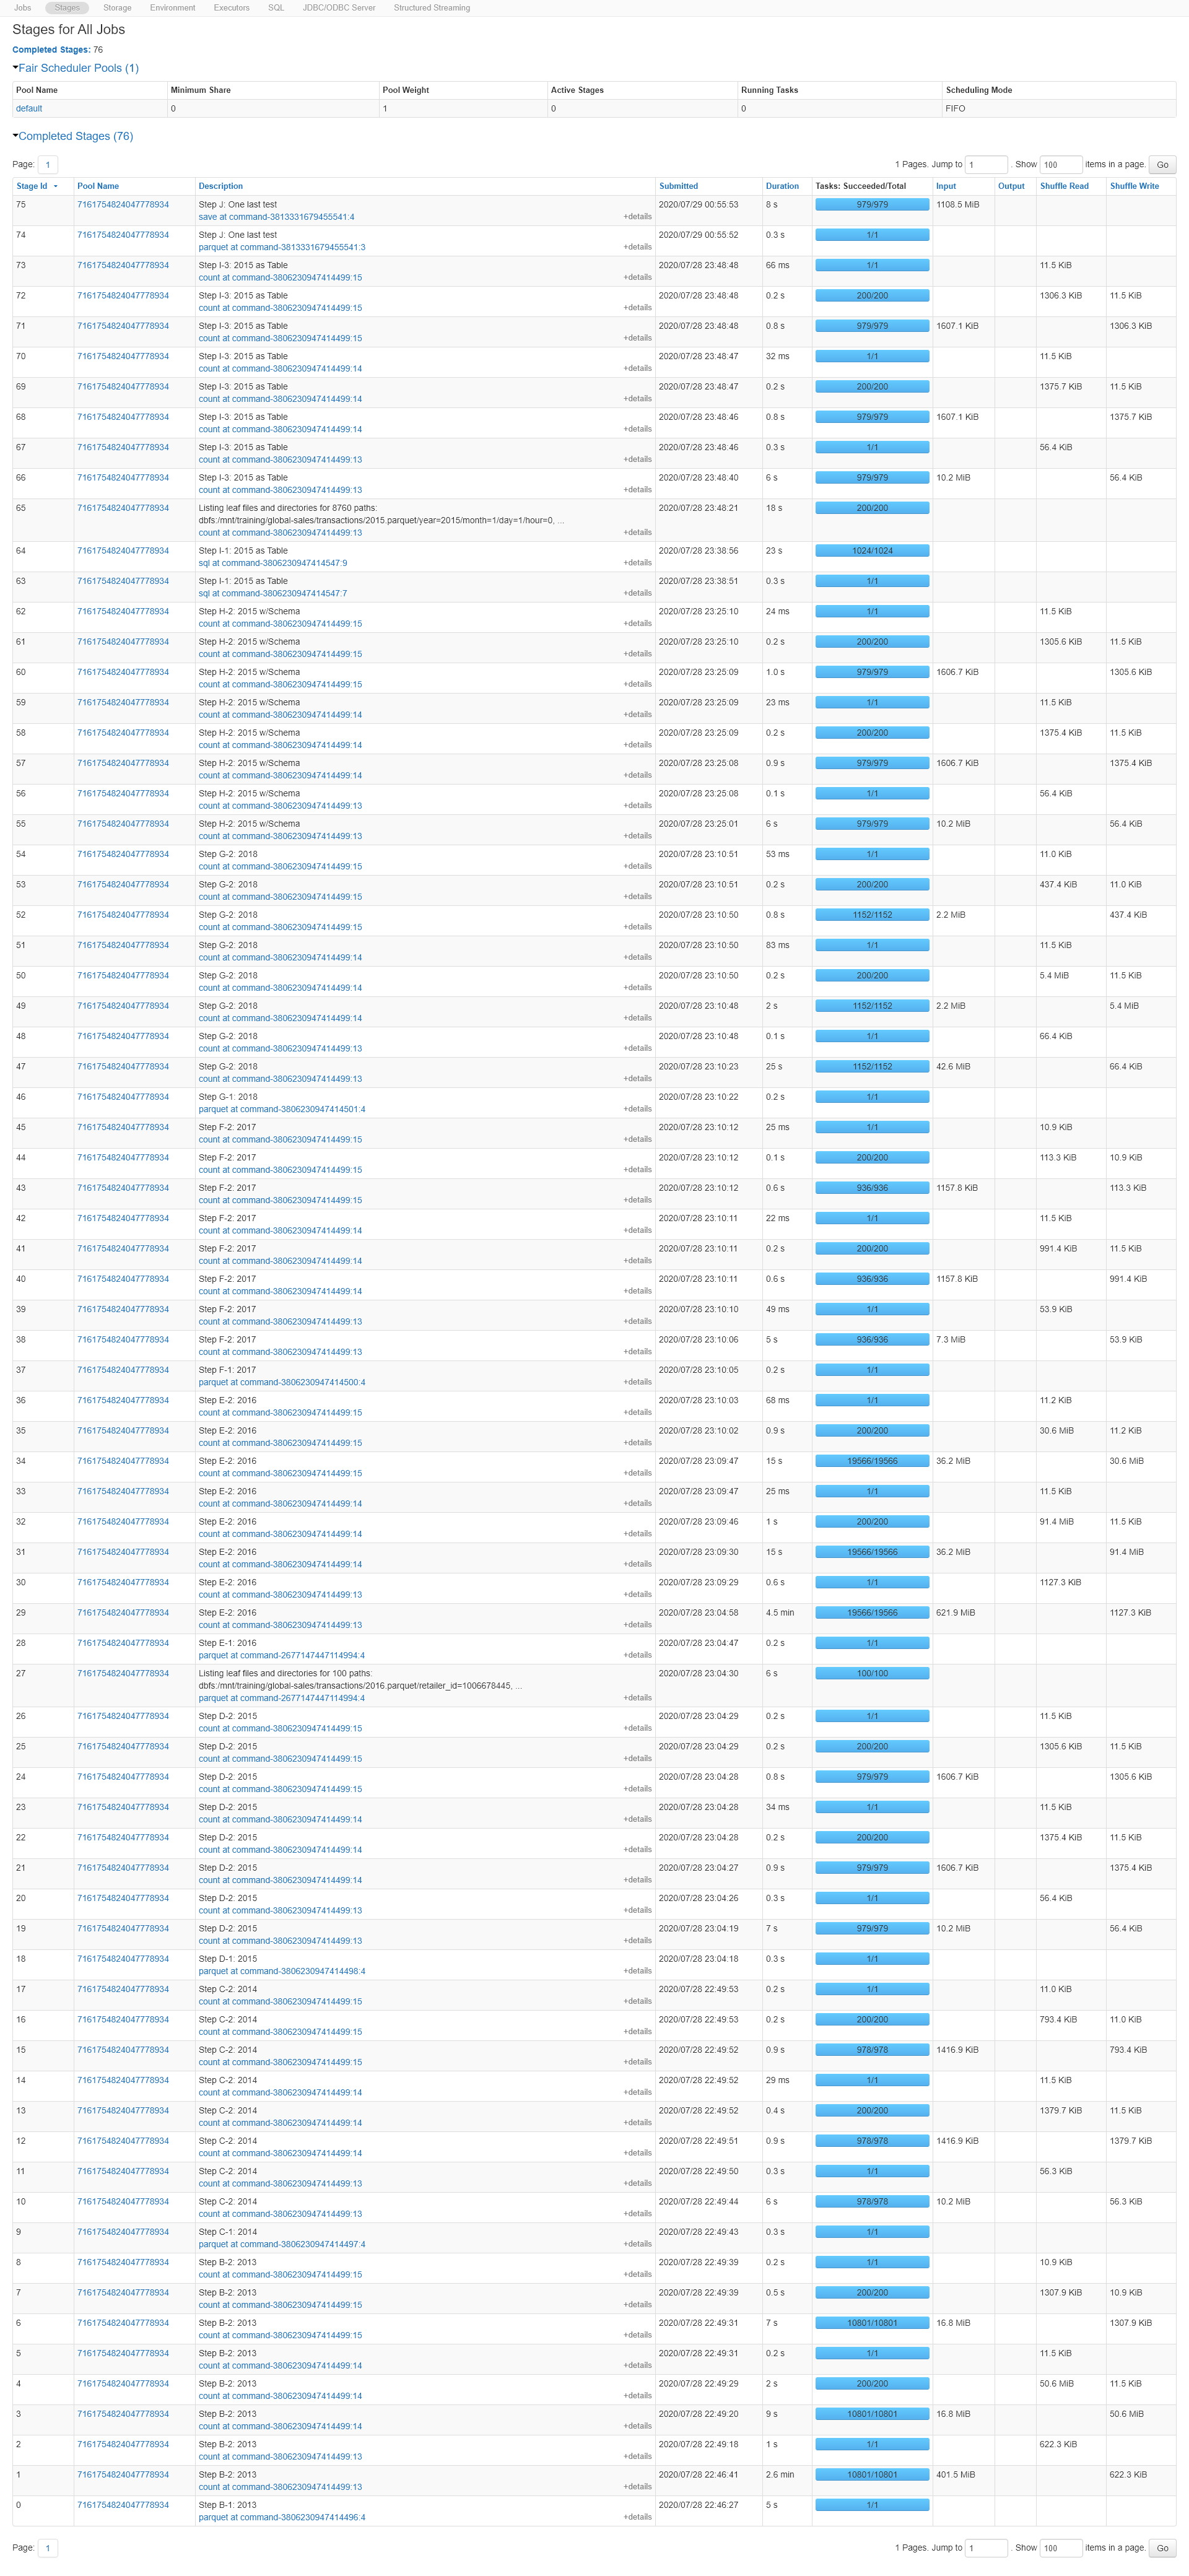 Jobs Stages Storage Environment Executors SQL JDBC/ODBC Server Structured Streaming
Stages for All Jobs
Completed Stages: 76
Fair Scheduler Pools (1)
Pool Name Minimum Share Pool Weight Active Stages Running Tasks Scheduling Mode
default 0 1 0 0 FIFO
Completed Stages (76)
Page: 1 1 Pages. Jump to 1 . Show 100 items in a page. Go
Stage Id Pool Name Description Submitted Duration Tasks: Succeeded/Total Input Output Shuffle Read Shuffle Write
75 7161754824047778934 Step J: One last test 2020/07/29 00:55:53 8 s 979/979 1108.5 MiB
save at command-3813331679455541:4 +details
74 7161754824047778934 Step J: One last test 2020/07/29 00:55:52 0.3 s 1/1
parquet at command-3813331679455541:3 +details
73 7161754824047778934 Step I-3: 2015 as Table 2020/07/28 23:48:48 66 ms 1/1 11.5 KiB
count at command-3806230947414499:15 +details
72 7161754824047778934 Step I-3: 2015 as Table 2020/07/28 23:48:48 0.2 s 200/200 1306.3 KiB 11.5 KiB
count at command-3806230947414499:15 +details
71 7161754824047778934 Step I-3: 2015 as Table 2020/07/28 23:48:48 0.8 s 979/979 1607.1 KiB 1306.3 KiB
count at command-3806230947414499:15 +details
70 7161754824047778934 Step I-3: 2015 as Table 2020/07/28 23:48:47 32 ms 1/1 11.5 KiB
count at command-3806230947414499:14 +details
69 7161754824047778934 Step I-3: 2015 as Table 2020/07/28 23:48:47 0.2 s 200/200 1375.7 KiB 11.5 KiB
count at command-3806230947414499:14 +details
68 7161754824047778934 Step I-3: 2015 as Table 2020/07/28 23:48:46 0.8 s 979/979 1607.1 KiB 1375.7 KiB
count at command-3806230947414499:14 +details
67 7161754824047778934 Step I-3: 2015 as Table 2020/07/28 23:48:46 0.3 s 1/1 56.4 KiB
count at command-3806230947414499:13 +details
66 7161754824047778934 Step I-3: 2015 as Table 2020/07/28 23:48:40 6 s 979/979 10.2 MiB 56.4 KiB
count at command-3806230947414499:13 +details
65 7161754824047778934 Listing leaf files and directories for 8760 paths: 2020/07/28 23:48:21 18 s 200/200
dbfs:/mnt/training/global-sales/transactions/2015.parquet/year=2015/month=1/day=1/hour=0, ...
count at command-3806230947414499:13 +details
64 7161754824047778934 Step I-1: 2015 as Table 2020/07/28 23:38:56 23 s 1024/1024
sql at command-3806230947414547:9 +details
63 7161754824047778934 Step I-1: 2015 as Table 2020/07/28 23:38:51 0.3 s 1/1
sql at command-3806230947414547:7 +details
62 7161754824047778934 Step H-2: 2015 w/Schema 2020/07/28 23:25:10 24 ms 1/1 11.5 KiB
count at command-3806230947414499:15 +details
61 7161754824047778934 Step H-2: 2015 w/Schema 2020/07/28 23:25:10 0.2 s 200/200 1305.6 KiB 11.5 KiB
count at command-3806230947414499:15 +details
60 7161754824047778934 Step H-2: 2015 w/Schema 2020/07/28 23:25:09 1.0 s 979/979 1606.7 KiB 1305.6 KiB
count at command-3806230947414499:15 +details
59 7161754824047778934 Step H-2: 2015 w/Schema 2020/07/28 23:25:09 23 ms 1/1 11.5 KiB
count at command-3806230947414499:14 +details
58 7161754824047778934 Step H-2: 2015 w/Schema 2020/07/28 23:25:09 0.2 s 200/200 1375.4 KiB 11.5 KiB
count at command-3806230947414499:14 +details
57 7161754824047778934 Step H-2: 2015 w/Schema 2020/07/28 23:25:08 0.9 s 979/979 1606.7 KiB 1375.4 KiB
count at command-3806230947414499:14 +details
56 7161754824047778934 Step H-2: 2015 w/Schema 2020/07/28 23:25:08 0.1 s 1/1 56.4 KiB
count at command-3806230947414499:13 +details
55 7161754824047778934 Step H-2: 2015 w/Schema 2020/07/28 23:25:01 6 s 979/979 10.2 MiB 56.4 KiB
count at command-3806230947414499:13 +details
54 7161754824047778934 Step G-2: 2018 2020/07/28 23:10:51 53 ms 1/1 11.0 KiB
count at command-3806230947414499:15 +details
53 7161754824047778934 Step G-2: 2018 2020/07/28 23:10:51 0.2 s 200/200 437.4 KiB 11.0 KiB
count at command-3806230947414499:15 +details
52 7161754824047778934 Step G-2: 2018 2020/07/28 23:10:50 0.8 s 1152/1152 2.2 MiB 437.4 KiB
count at command-3806230947414499:15 +details
51 7161754824047778934 Step G-2: 2018 2020/07/28 23:10:50 83 ms 1/1 11.5 KiB
count at command-3806230947414499:14 +details
50 7161754824047778934 Step G-2: 2018 2020/07/28 23:10:50 0.2 s 200/200 5.4 MiB 11.5 KiB
count at command-3806230947414499:14 +details
49 7161754824047778934 Step G-2: 2018 2020/07/28 23:10:48 2 s 1152/1152 2.2 MiB 5.4 MiB
count at command-3806230947414499:14 +details
48 7161754824047778934 Step G-2: 2018 2020/07/28 23:10:48 0.1 s 1/1 66.4 KiB
count at command-3806230947414499:13 +details
47 7161754824047778934 Step G-2: 2018 2020/07/28 23:10:23 25 s 1152/1152 42.6 MiB 66.4 KiB
count at command-3806230947414499:13 +details
46 7161754824047778934 Step G-1: 2018 2020/07/28 23:10:22 0.2 s 1/1
parquet at command-3806230947414501:4 +details
45 7161754824047778934 Step F-2: 2017 2020/07/28 23:10:12 25 ms 1/1 10.9 KiB
count at command-3806230947414499:15 +details
44 7161754824047778934 Step F-2: 2017 2020/07/28 23:10:12 0.1 s 200/200 113.3 KiB 10.9 KiB
count at command-3806230947414499:15 +details
43 7161754824047778934 Step F-2: 2017 2020/07/28 23:10:12 0.6 s 936/936 1157.8 KiB 113.3 KiB
count at command-3806230947414499:15 +details
42 7161754824047778934 Step F-2: 2017 2020/07/28 23:10:11 22 ms 1/1 11.5 KiB
count at command-3806230947414499:14 +details
41 7161754824047778934 Step F-2: 2017 2020/07/28 23:10:11 0.2 s 200/200 991.4 KiB 11.5 KiB
count at command-3806230947414499:14 +details
40 7161754824047778934 Step F-2: 2017 2020/07/28 23:10:11 0.6 s 936/936 1157.8 KiB 991.4 KiB
count at command-3806230947414499:14 +details
39 7161754824047778934 Step F-2: 2017 2020/07/28 23:10:10 49 ms 1/1 53.9 KiB
count at command-3806230947414499:13 +details
38 7161754824047778934 Step F-2: 2017 2020/07/28 23:10:06 5 s 936/936 7.3 MiB 53.9 KiB
count at command-3806230947414499:13 +details
37 7161754824047778934 Step F-1: 2017 2020/07/28 23:10:05 0.2 s 1/1
parquet at command-3806230947414500:4 +details
36 7161754824047778934 Step E-2: 2016 2020/07/28 23:10:03 68 ms 1/1 11.2 KiB
count at command-3806230947414499:15 +details
35 7161754824047778934 Step E-2: 2016 2020/07/28 23:10:02 0.9 s 200/200 30.6 MiB 11.2 KiB
count at command-3806230947414499:15 +details
34 7161754824047778934 Step E-2: 2016 2020/07/28 23:09:47 15 s 19566/19566 36.2 MiB 30.6 MiB
count at command-3806230947414499:15 +details
33 7161754824047778934 Step E-2: 2016 2020/07/28 23:09:47 25 ms 1/1 11.5 KiB
count at command-3806230947414499:14 +details
32 7161754824047778934 Step E-2: 2016 2020/07/28 23:09:46 1 s 200/200 91.4 MiB 11.5 KiB
count at command-3806230947414499:14 +details
31 7161754824047778934 Step E-2: 2016 2020/07/28 23:09:30 15 s 19566/19566 36.2 MiB 91.4 MiB
count at command-3806230947414499:14 +details
30 7161754824047778934 Step E-2: 2016 2020/07/28 23:09:29 0.6 s 1/1 1127.3 KiB
count at command-3806230947414499:13 +details
29 7161754824047778934 Step E-2: 2016 2020/07/28 23:04:58 4.5 min 19566/19566 621.9 MiB 1127.3 KiB
count at command-3806230947414499:13 +details
28 7161754824047778934 Step E-1: 2016 2020/07/28 23:04:47 0.2 s 1/1
parquet at command-2677147447114994:4 +details
27 7161754824047778934 Listing leaf files and directories for 100 paths: 2020/07/28 23:04:30 6 s 100/100
dbfs:/mnt/training/global-sales/transactions/2016.parquet/retailer_id=1006678445, ...
parquet at command-2677147447114994:4 +details
26 7161754824047778934 Step D-2: 2015 2020/07/28 23:04:29 0.2 s 1/1 11.5 KiB
count at command-3806230947414499:15 +details
25 7161754824047778934 Step D-2: 2015 2020/07/28 23:04:29 0.2 s 200/200 1305.6 KiB 11.5 KiB
count at command-3806230947414499:15 +details
24 7161754824047778934 Step D-2: 2015 2020/07/28 23:04:28 0.8 s 979/979 1606.7 KiB 1305.6 KiB
count at command-3806230947414499:15 +details
23 7161754824047778934 Step D-2: 2015 2020/07/28 23:04:28 34 ms 1/1 11.5 KiB
count at command-3806230947414499:14 +details
22 7161754824047778934 Step D-2: 2015 2020/07/28 23:04:28 0.2 s 200/200 1375.4 KiB 11.5 KiB
count at command-3806230947414499:14 +details
21 7161754824047778934 Step D-2: 2015 2020/07/28 23:04:27 0.9 s 979/979 1606.7 KiB 1375.4 KiB
count at command-3806230947414499:14 +details
20 7161754824047778934 Step D-2: 2015 2020/07/28 23:04:26 0.3 s 1/1 56.4 KiB
count at command-3806230947414499:13 +details
19 7161754824047778934 Step D-2: 2015 2020/07/28 23:04:19 7 s 979/979 10.2 MiB 56.4 KiB
count at command-3806230947414499:13 +details
18 7161754824047778934 Step D-1: 2015 2020/07/28 23:04:18 0.3 s 1/1
parquet at command-3806230947414498:4 +details
17 7161754824047778934 Step C-2: 2014 2020/07/28 22:49:53 0.2 s 1/1 11.0 KiB
count at command-3806230947414499:15 +details
16 7161754824047778934 Step C-2: 2014 2020/07/28 22:49:53 0.2 s 200/200 793.4 KiB 11.0 KiB
count at command-3806230947414499:15 +details
15 7161754824047778934 Step C-2: 2014 2020/07/28 22:49:52 0.9 s 978/978 1416.9 KiB 793.4 KiB
count at command-3806230947414499:15 +details
14 7161754824047778934 Step C-2: 2014 2020/07/28 22:49:52 29 ms 1/1 11.5 KiB
count at command-3806230947414499:14 +details
13 7161754824047778934 Step C-2: 2014 2020/07/28 22:49:52 0.4 s 200/200 1379.7 KiB 11.5 KiB
count at command-3806230947414499:14 +details
12 7161754824047778934 Step C-2: 2014 2020/07/28 22:49:51 0.9 s 978/978 1416.9 KiB 1379.7 KiB
count at command-3806230947414499:14 +details
11 7161754824047778934 Step C-2: 2014 2020/07/28 22:49:50 0.3 s 1/1 56.3 KiB
count at command-3806230947414499:13 +details
10 7161754824047778934 Step C-2: 2014 2020/07/28 22:49:44 6 s 978/978 10.2 MiB 56.3 KiB
count at command-3806230947414499:13 +details
9 7161754824047778934 Step C-1: 2014 2020/07/28 22:49:43 0.3 s 1/1
parquet at command-3806230947414497:4 +details
8 7161754824047778934 Step B-2: 2013 2020/07/28 22:49:39 0.2 s 1/1 10.9 KiB
count at command-3806230947414499:15 +details
7 7161754824047778934 Step B-2: 2013 2020/07/28 22:49:39 0.5 s 200/200 1307.9 KiB 10.9 KiB
count at command-3806230947414499:15 +details
6 7161754824047778934 Step B-2: 2013 2020/07/28 22:49:31 7 s 10801/10801 16.8 MiB 1307.9 KiB
count at command-3806230947414499:15 +details
5 7161754824047778934 Step B-2: 2013 2020/07/28 22:49:31 0.2 s 1/1 11.5 KiB
count at command-3806230947414499:14 +details
4 7161754824047778934 Step B-2: 2013 2020/07/28 22:49:29 2 s 200/200 50.6 MiB 11.5 KiB
count at command-3806230947414499:14 +details
3 7161754824047778934 Step B-2: 2013 2020/07/28 22:49:20 9 s 10801/10801 16.8 MiB 50.6 MiB
count at command-3806230947414499:14 +details
2 7161754824047778934 Step B-2: 2013 2020/07/28 22:49:18 1 s 1/1 622.3 KiB
count at command-3806230947414499:13 +details
1 7161754824047778934 Step B-2: 2013 2020/07/28 22:46:41 2.6 min 10801/10801 401.5 MiB 622.3 KiB
count at command-3806230947414499:13 +details
0 7161754824047778934 Step B-1: 2013 2020/07/28 22:46:27 5 s 1/1
parquet at command-3806230947414496:4 +details
Page: 1 1 Pages. Jump to 1 . Show 100 items in a page. Go